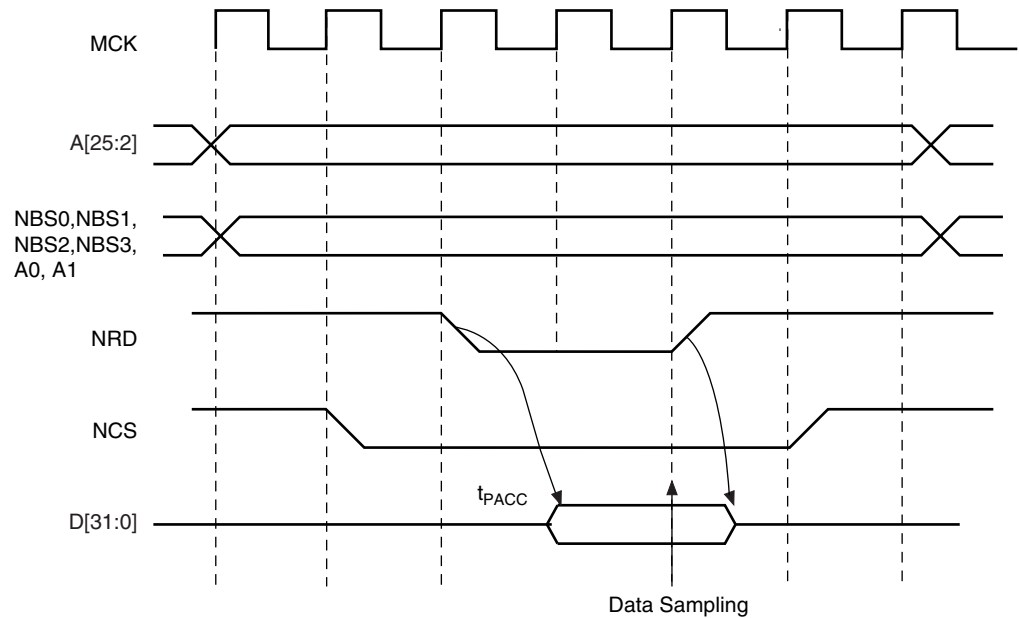 MCK
A[25:2]
NBS0,NBS1,
NBS2,NBS3,
A0, A1
NRD
NCS
tPACC
D[31:0]
Data Sampling